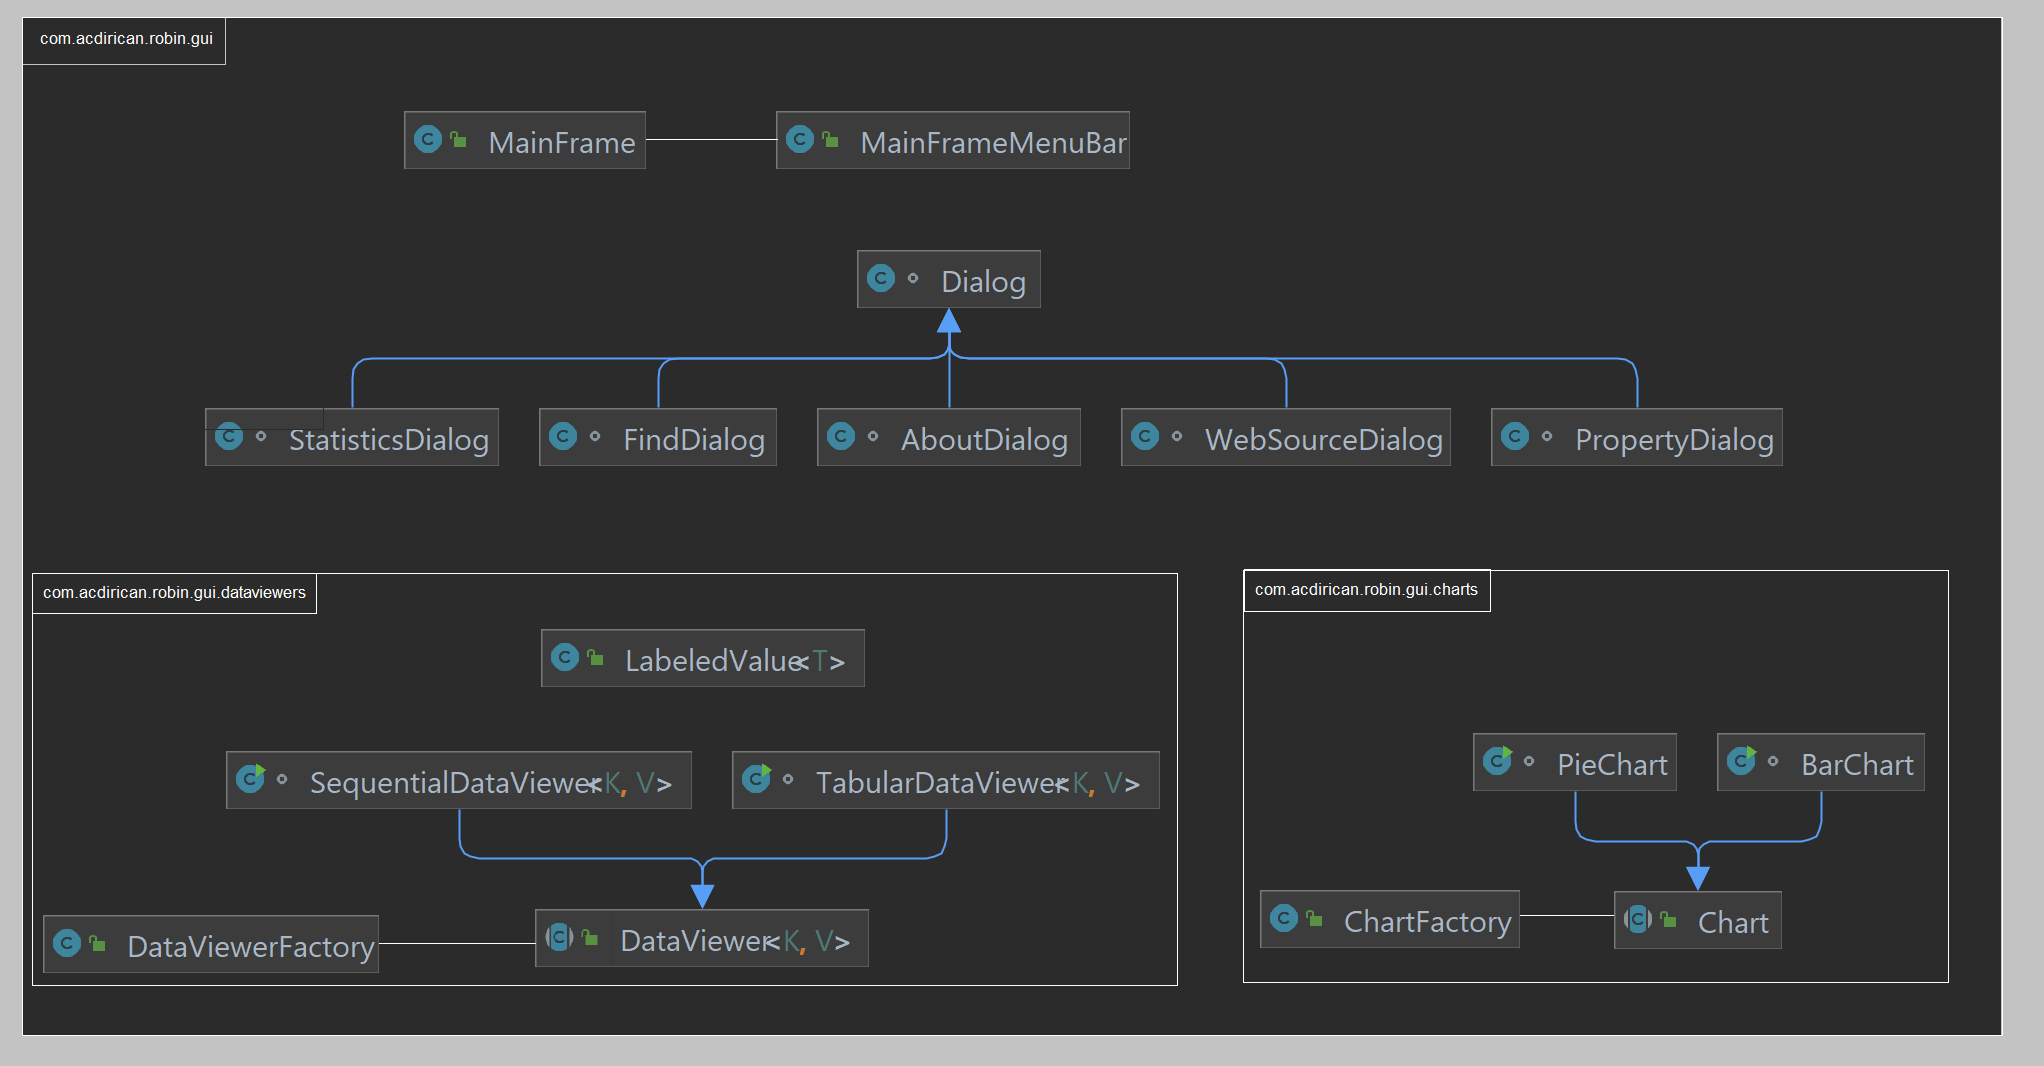 com.acdirican.robin.gui
MainFrame
MainFrameMenuBar
Dialog
StatisticsDialog
FindDialog
AboutDialog
WebSourceDialog
PropertyDialog
com.acdirican.robin.gui.dataviewers
LabeledValue<T>
SequentialDataViewer<K, V>
TabularDataViewer<K, V>
DataViewerFactory
DataViewer<K, V>
com.acdirican.robin.gui.charts
PieChart
BarChart
ChartFactory
Chart